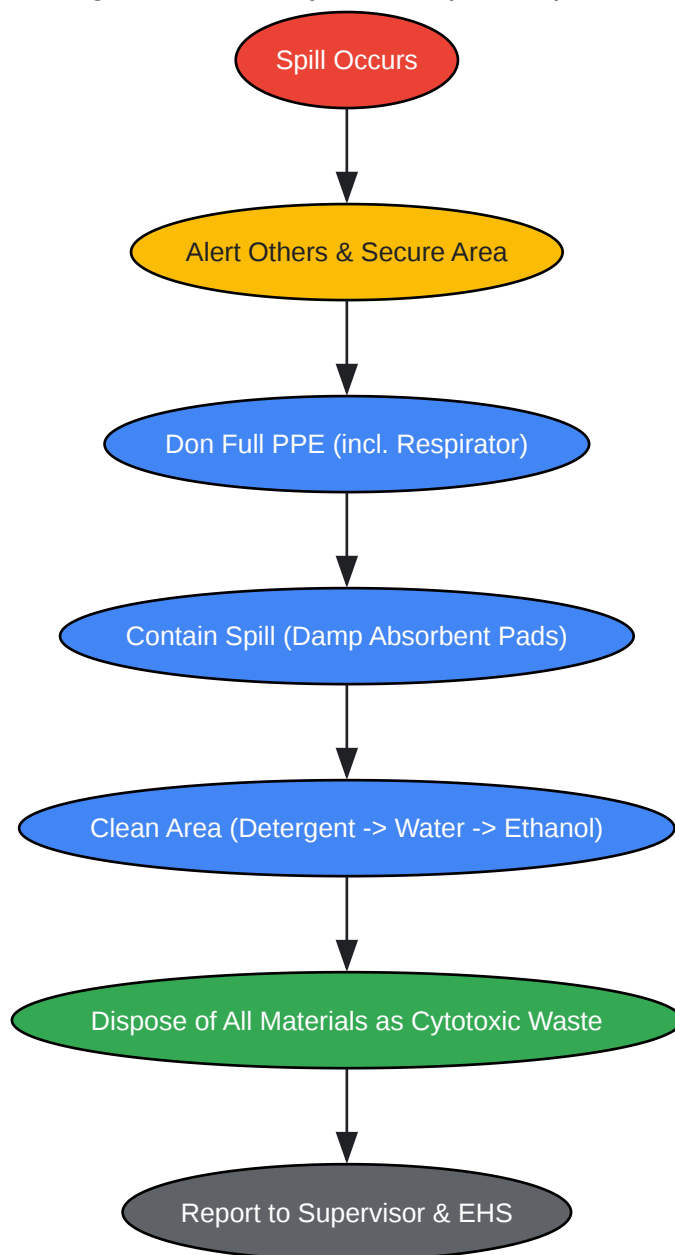 Spill Occurs
Alert Others & Secure Area
Don Full PPE (incl. Respirator)
Contain Spill (Damp Absorbent Pads)
Clean Area (Detergent -> Water -> Ethanol)
Dispose of All Materials as Cytotoxic Waste
Report to Supervisor & EHS